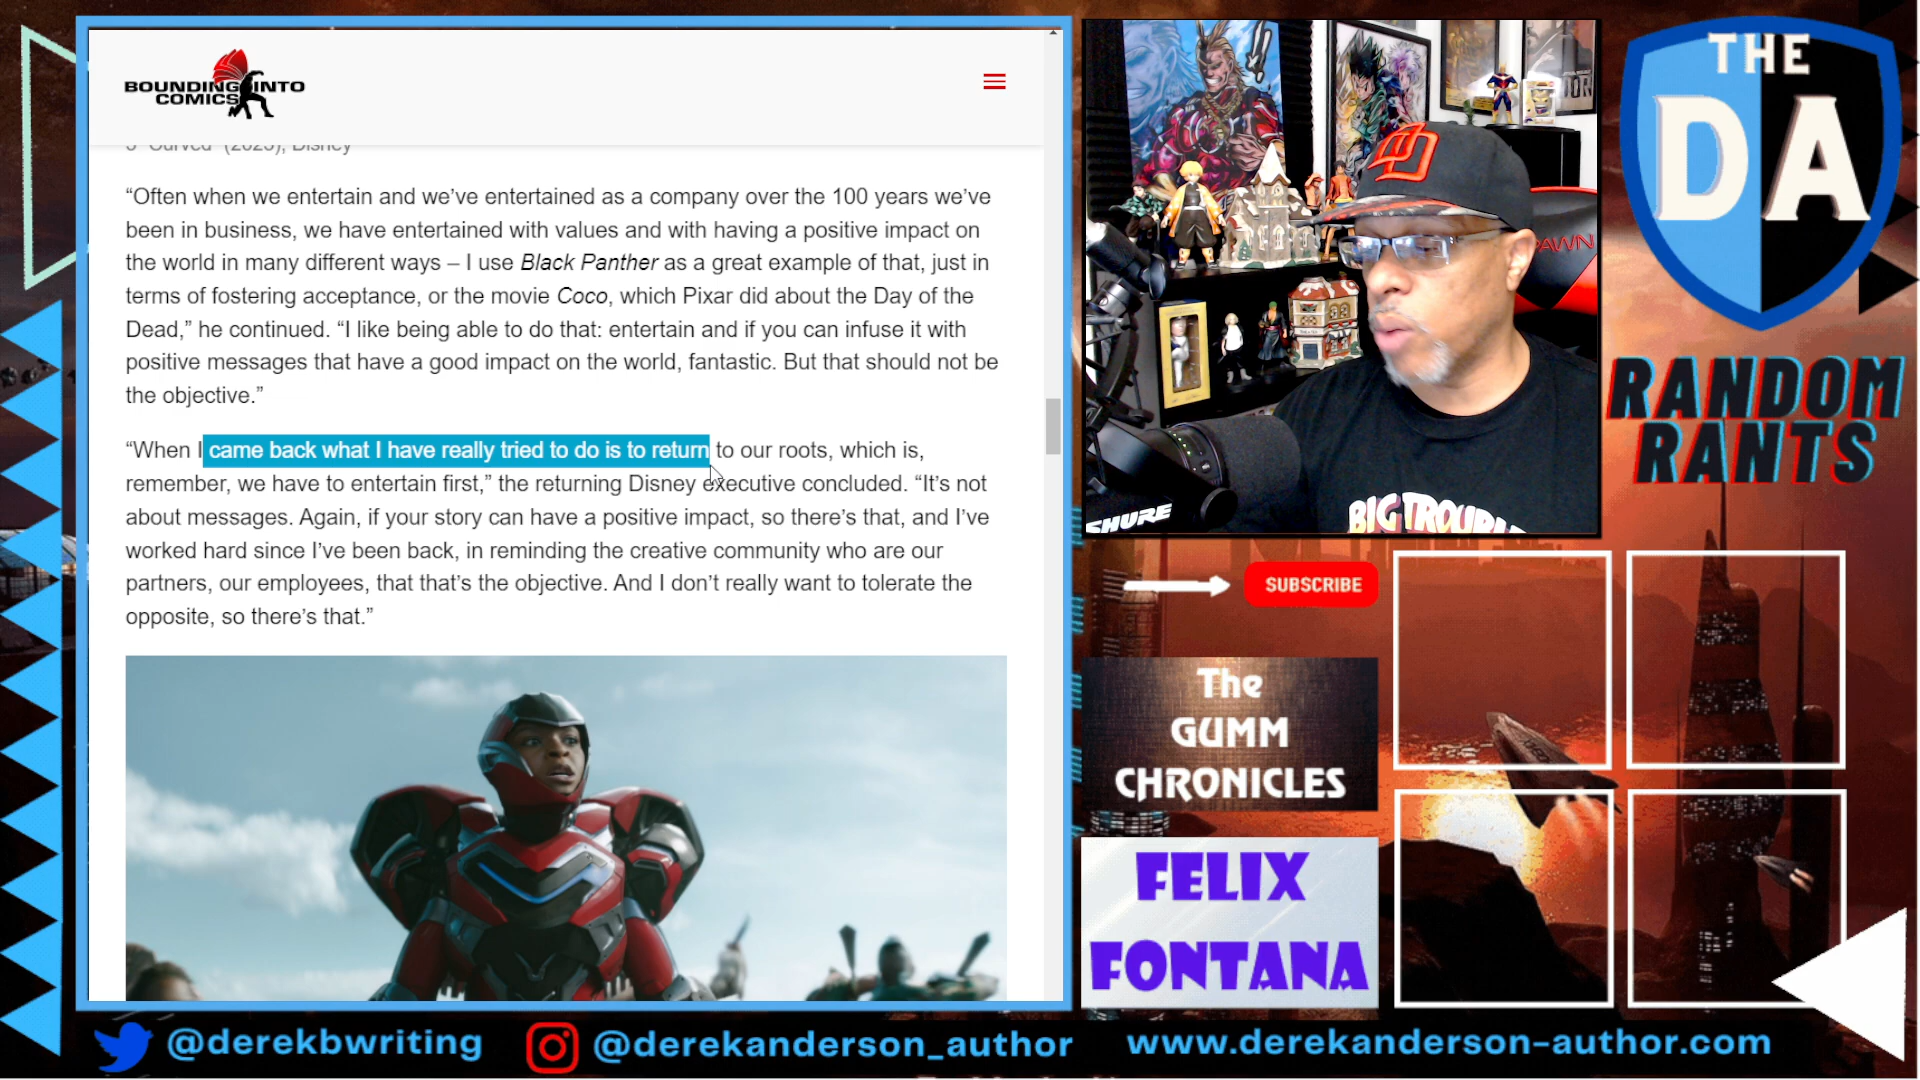 BOUNDING INTO
COMICS
“Often when we entertain and we’ve entertained as a company over the 100 years we’ve
been in business, we have entertained with values and with having a positive impact on
the world in many different ways – I use Black Panther as a great example of that, just in
terms of fostering acceptance, or the movie Coco, which Pixar did about the Day of the
Dead,” he continued. “I like being able to do that: entertain and if you can infuse it with
positive messages that have a good impact on the world, fantastic. But that should not be
the objective.”
“When I came back what I have really tried to do is to return to our roots, which is,
remember, we have to entertain first,” the returning Disney executive concluded. “It’s not
about messages. Again, if your story can have a positive impact, so there’s that, and I’ve
worked hard since I’ve been back, in reminding the creative community who are our
partners, our employees, that that’s the objective. And I don’t really want to tolerate the
opposite, so there’s that.”
SHURE
BIG TROUBL
THE
DA
RANDOM
RANTS
SUBSCRIBE
The
GUMM
CHRONICLES
FELIX
FONTANA
@derekbwriting
@derekanderson_author
www.derekanderson-author.com